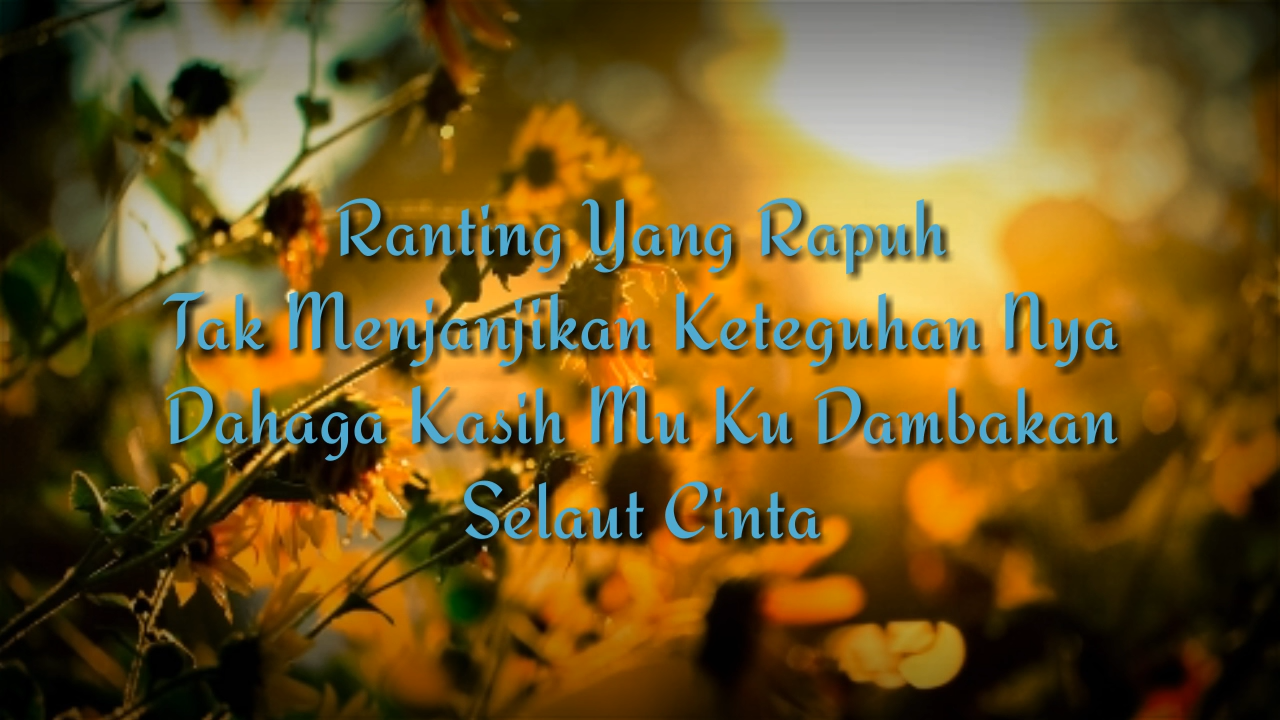 Ranting Yang Rapuh
Tak Menjanjikan Keteguhan Nya
Dahaga Kasih Mu Ku Dambakan
Selaut Cinta